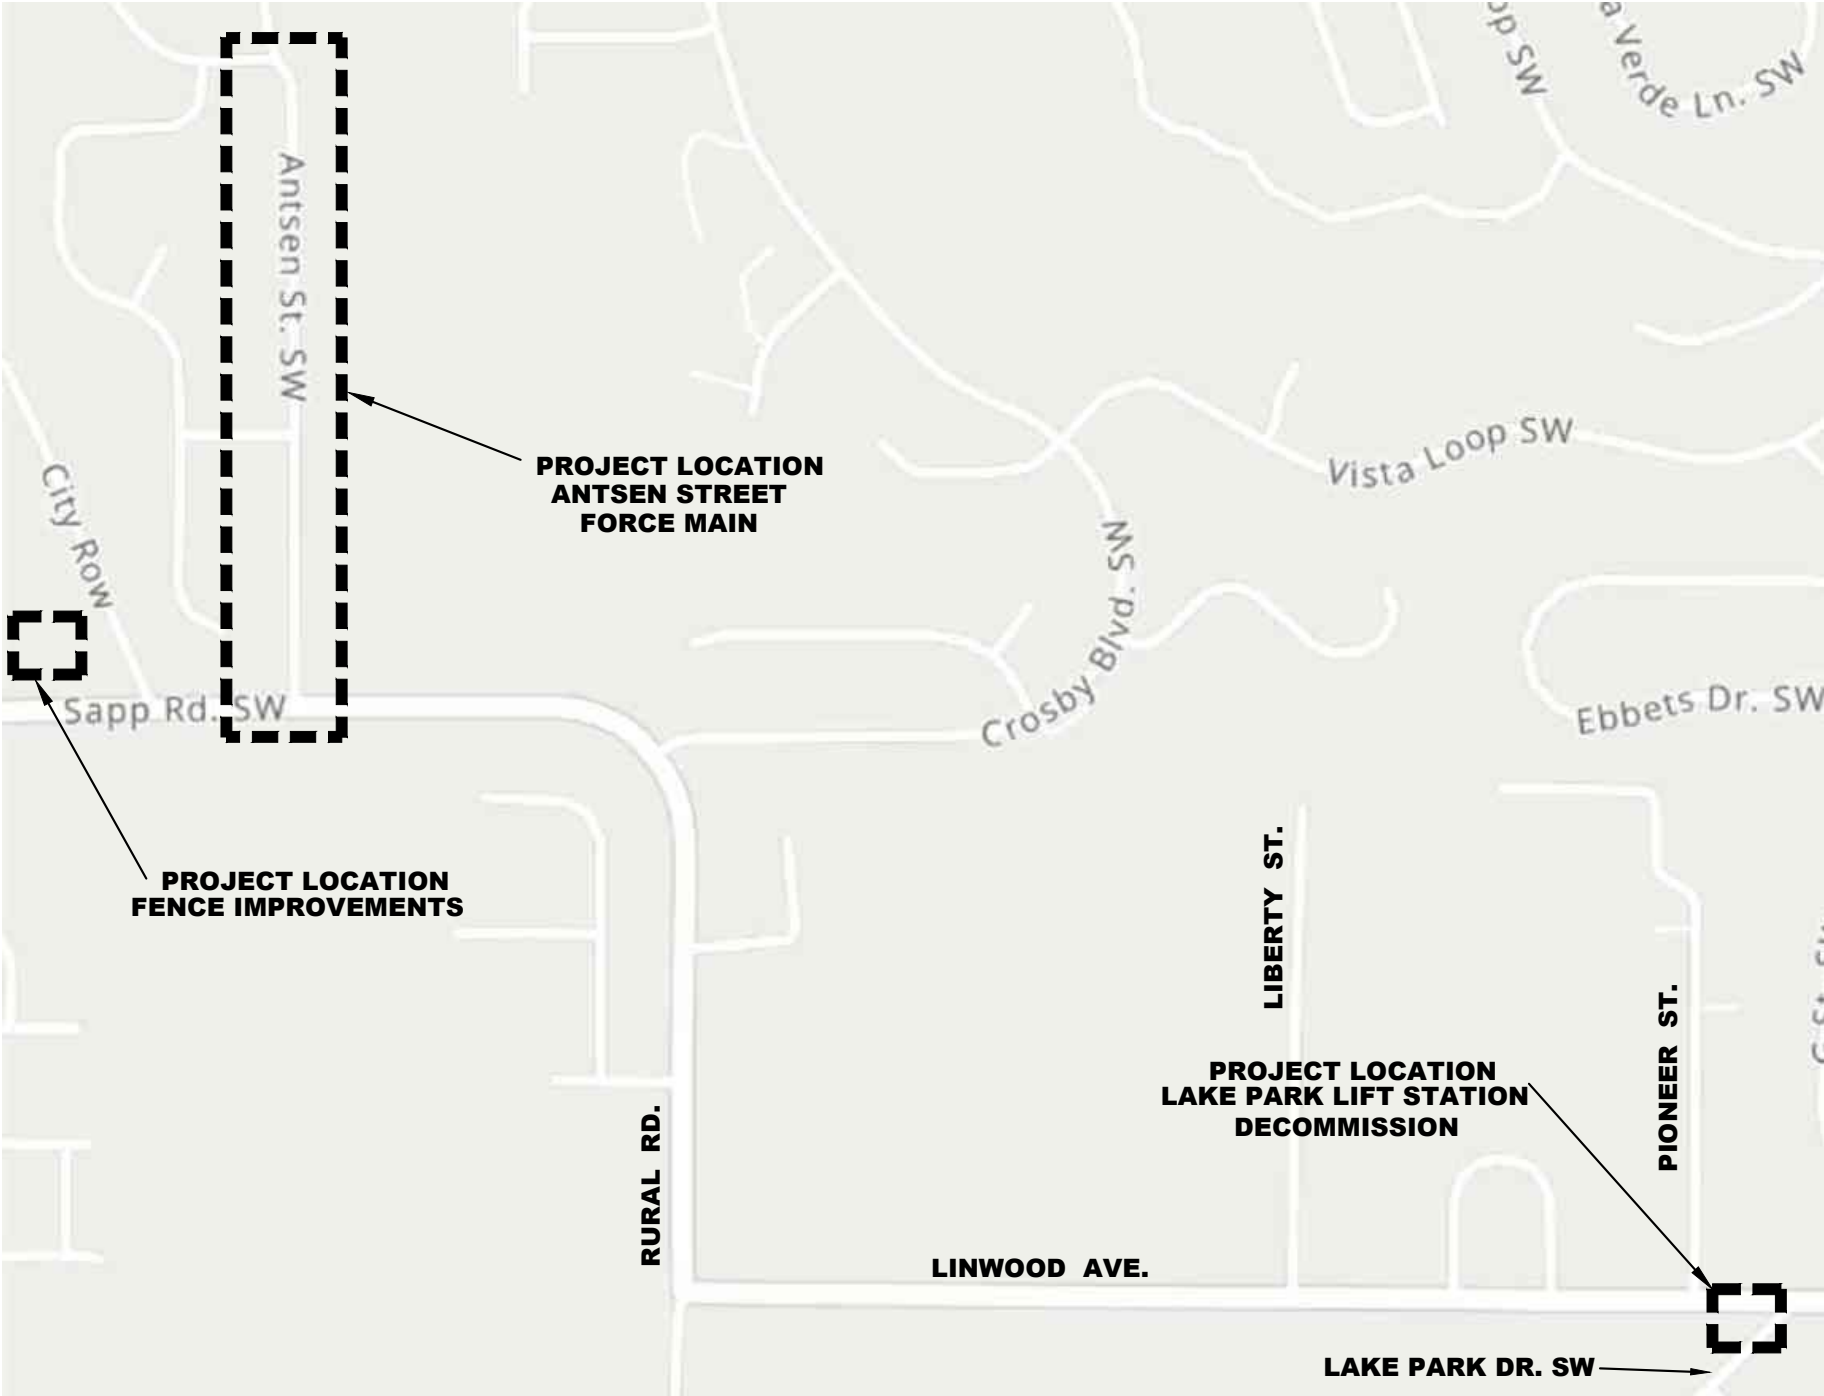 op SW
a Verde Ln. SW
Antsen St. SW
Vista Loop SW
PROJECT LOCATION
ANTSEN STREET
FORCE MAIN
City Row
Crosby Blvd. SW
Sapp Rd. SW
Ebbets Dr. SW
PROJECT LOCATION
FENCE IMPROVEMENTS
LIBERTY ST.
PIONEER ST.
PROJECT LOCATION
LAKE PARK LIFT STATION
DECOMMISSION
RURAL RD.
LINWOOD AVE.
LAKE PARK DR. SW